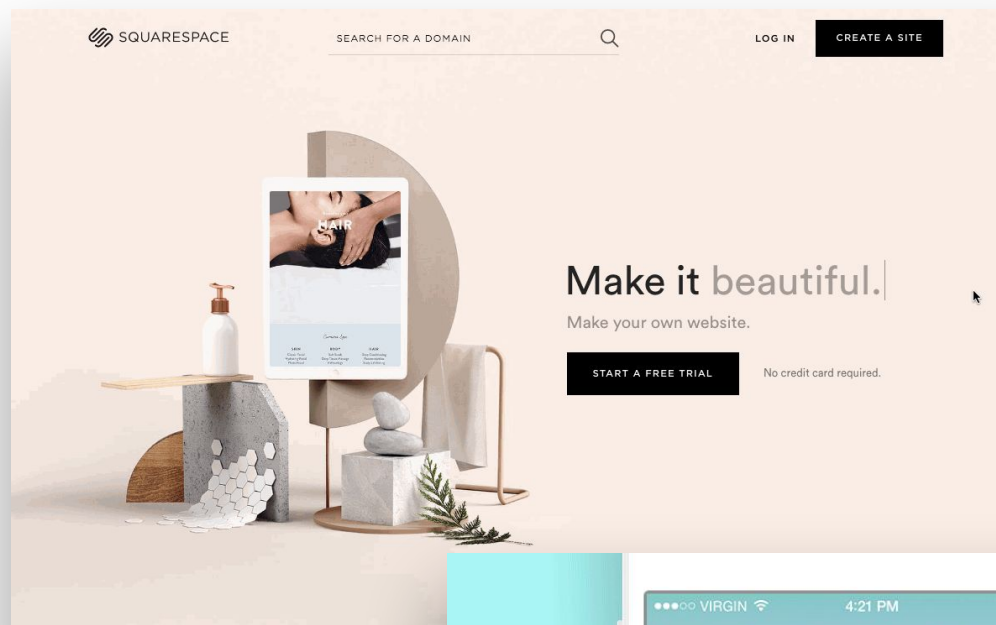 SQUARESPACE
SEARCH FOR A DOMAIN
LOG IN
CREATE A SITE
HAIR
Make it beautiful.
Make your own website.
START A FREE TRIAL
No credit card required.
VIRGIN
4:21 PM